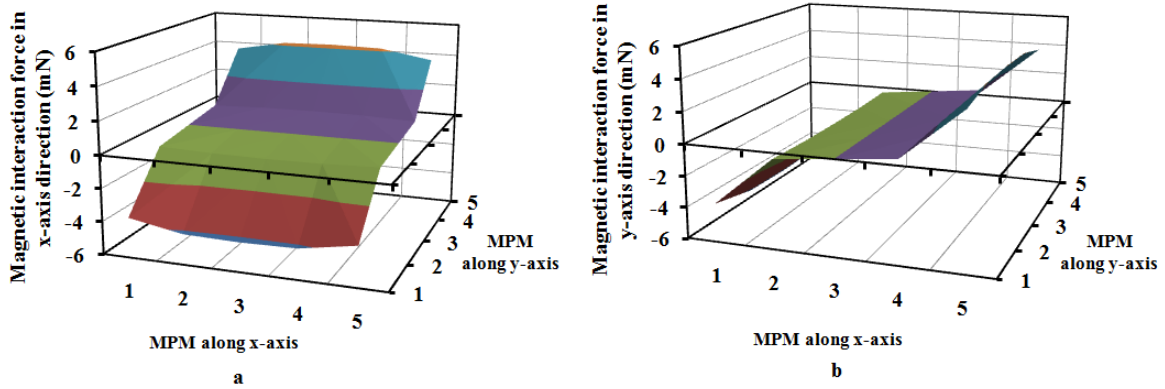 Magnetic interaction force in
x-axis direction (mN)
6
4
2
0
-2
-4
-6
1
2
3
4
5
MPM along x-axis
1
2
3
4
5
MPM
along y-axis
a
Magnetic interaction force in
y-axis direction (mN)
6
4
2
0
-2
-4
-6
1
2
3
4
5
MPM along x-axis
1
2
3
4
5
MPM
along y-axis
b